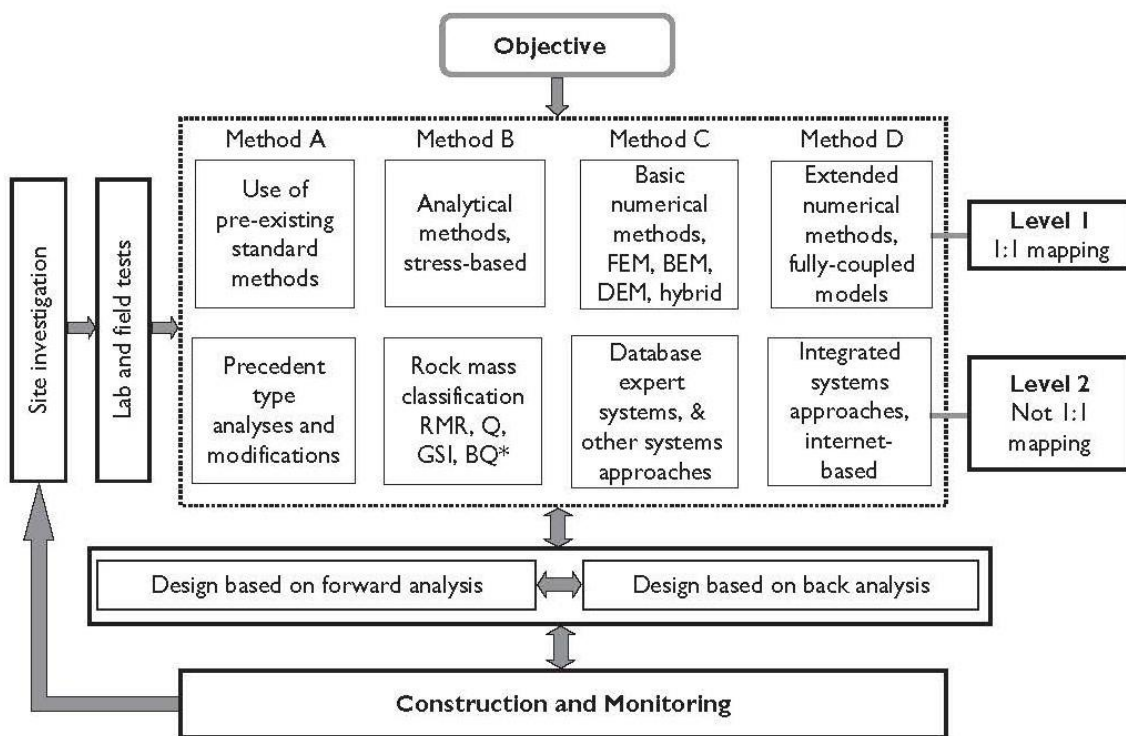 Objective
Method A
Method B
Method C
Method D
Use of
pre-existing
standard
methods
Analytical
methods,
stress-based
Basic
numerical
methods,
FEM, BEM,
DEM, hybrid
Extended
numerical
methods,
fully-coupled
models
Level 1
1:1 mapping
Site investigation
Lab and field tests
Precedent
type
analyses and
modifications
Rock mass
classification
RMR, Q,
GSI, BQ*
Database
expert
systems, &
other systems
approaches
Integrated
systems
approaches,
internet-
based
Level 2
Not 1:1
mapping
Design based on forward analysis
Design based on back analysis
Construction and Monitoring